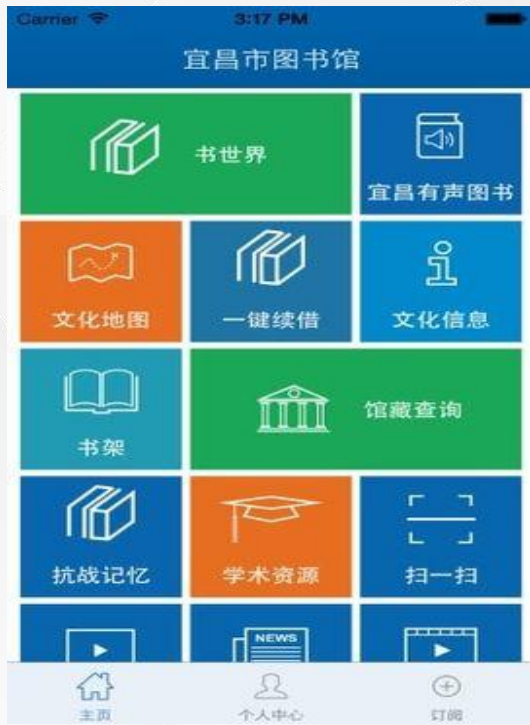 Carrier 3:17 PM
宜昌市图书馆
书世界
宜昌有声图书
文化地图
一键续借
文化信息
书架
馆藏查询
抗战记忆
学术资源
扫一扫
NEWS
主页
个人中心
订阅